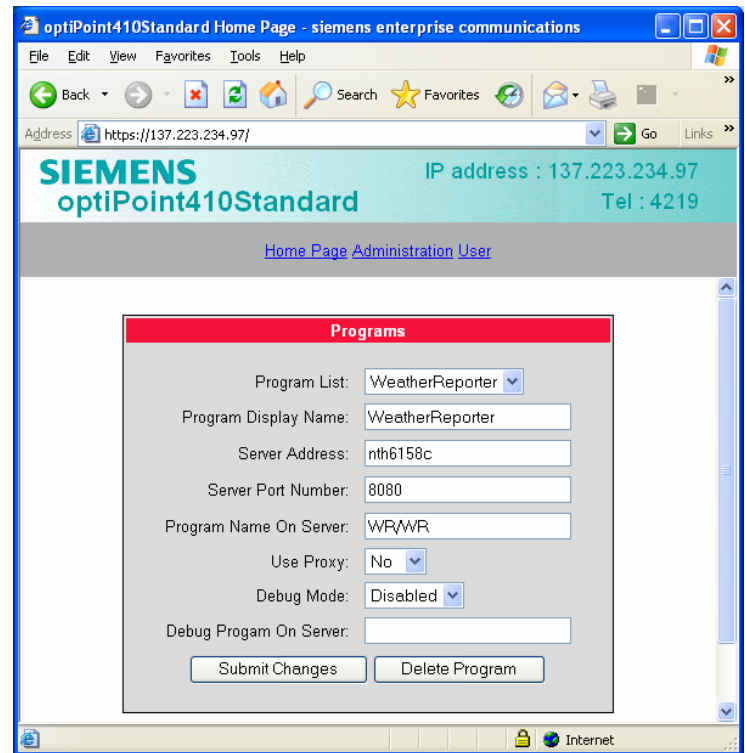 optiPoint410Standard Home Page - siemens enterprise communications
File Edit View Favorites Tools Help
Back Search Favorites
Address https://137.223.234.97/ Go Links
SIEMENS IP address : 137.223.234.97
optiPoint410Standard Tel : 4219
Home Page Administration User
Programs
Program List: WeatherReporter
Program Display Name: WeatherReporter
Server Address: nth6158c
Server Port Number: 8080
Program Name On Server: WR/WR
Use Proxy: No
Debug Mode: Disabled
Debug Progam On Server:
Submit Changes Delete Program
Internet